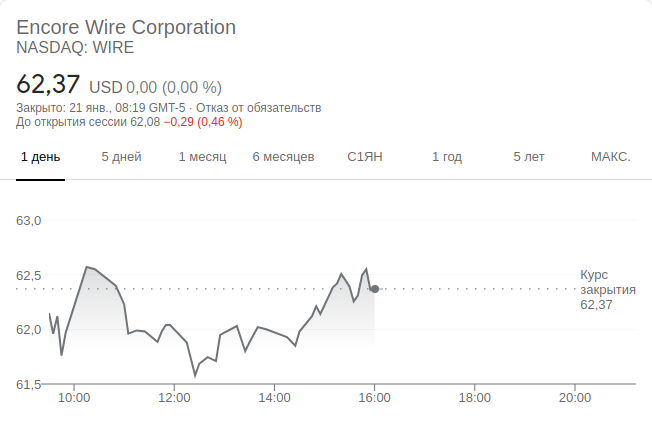 Encore Wire Corporation
NASDAQ: WIRE
62,37 USD 0,00 (0,00 %)
Закрыто: 21 янв., 08:19 GMT-5 · Отказ от обязательств
До открытия сессии 62,08 −0,29 (0,46 %)
1 день 5 дней 1 месяц 6 месяцев С1ЯН 1 год 5 лет МАКС.
63,0
62,5
Курс
закрытия
62,37
62,0
61,5
10:00 12:00 14:00 16:00 18:00 20:00